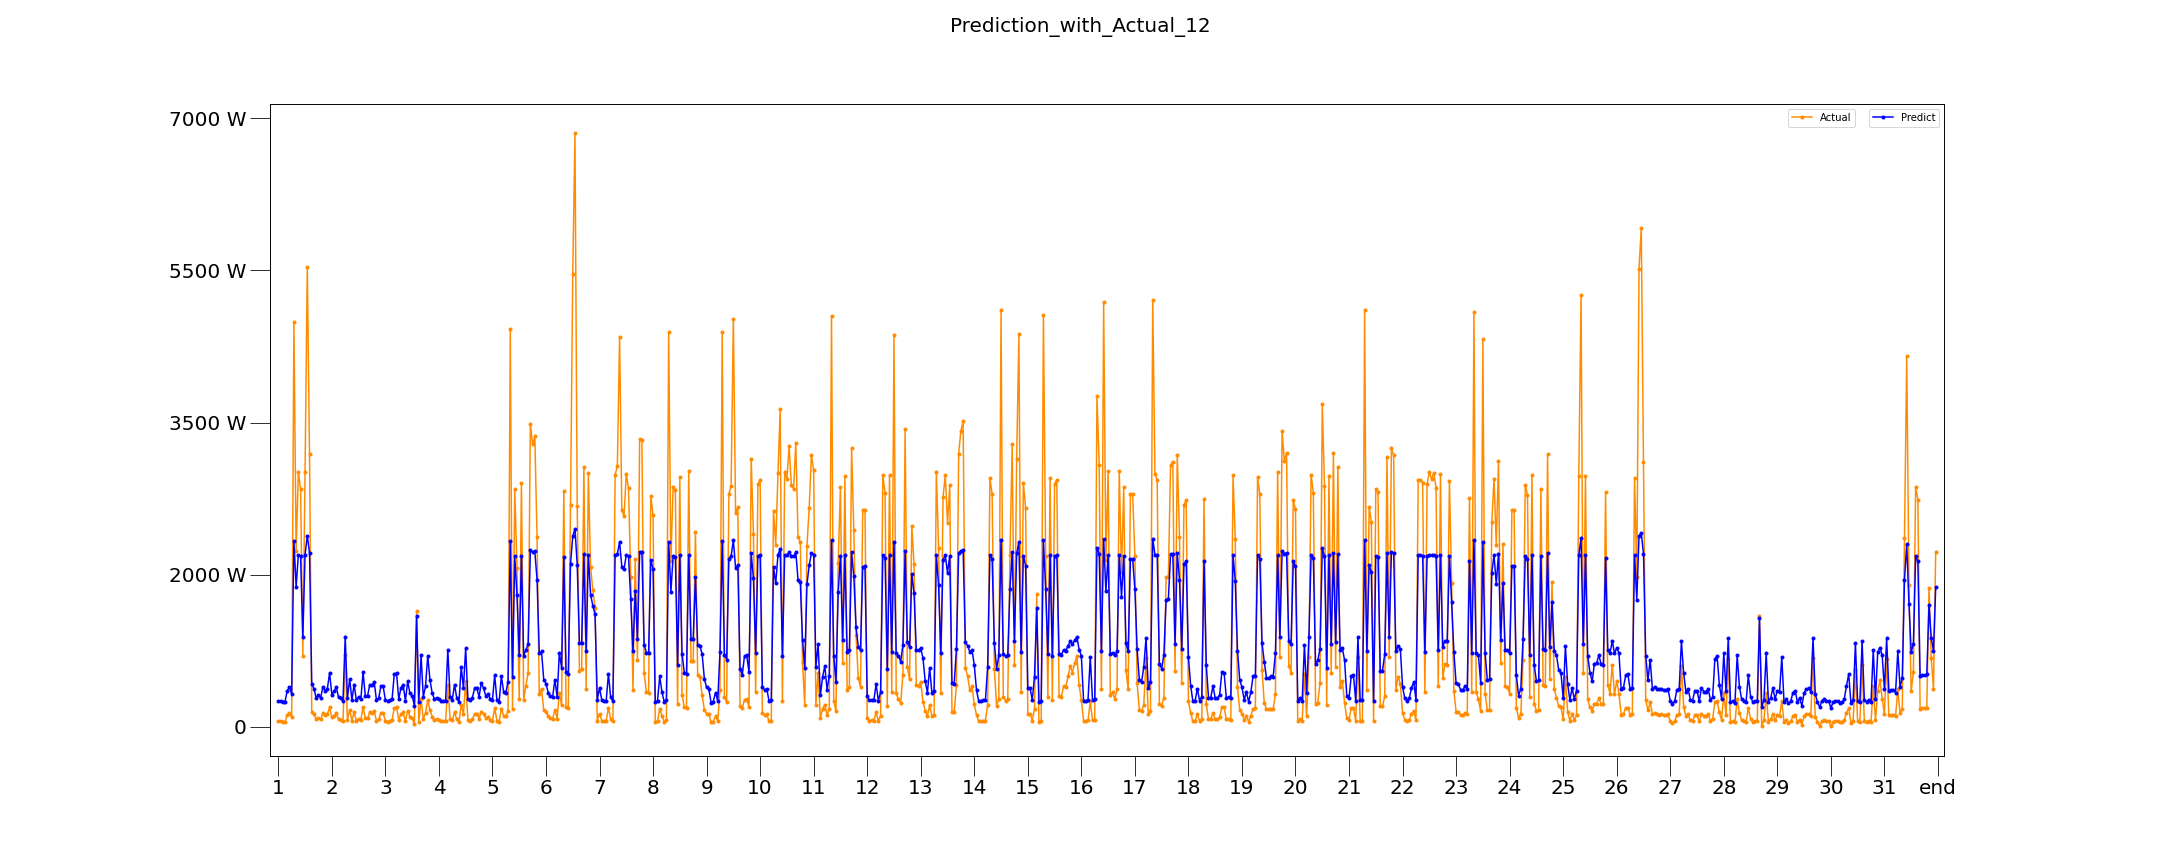 Prediction_with_Actual_12
Actual Predict
7000 W
5500 W
3500 W
2000 W
0
1 2 3 4 5 6 7 8 9 10 11 12 13 14 15 16 17 18 19 20 21 22 23 24 25 26 27 28 29 30 31 end